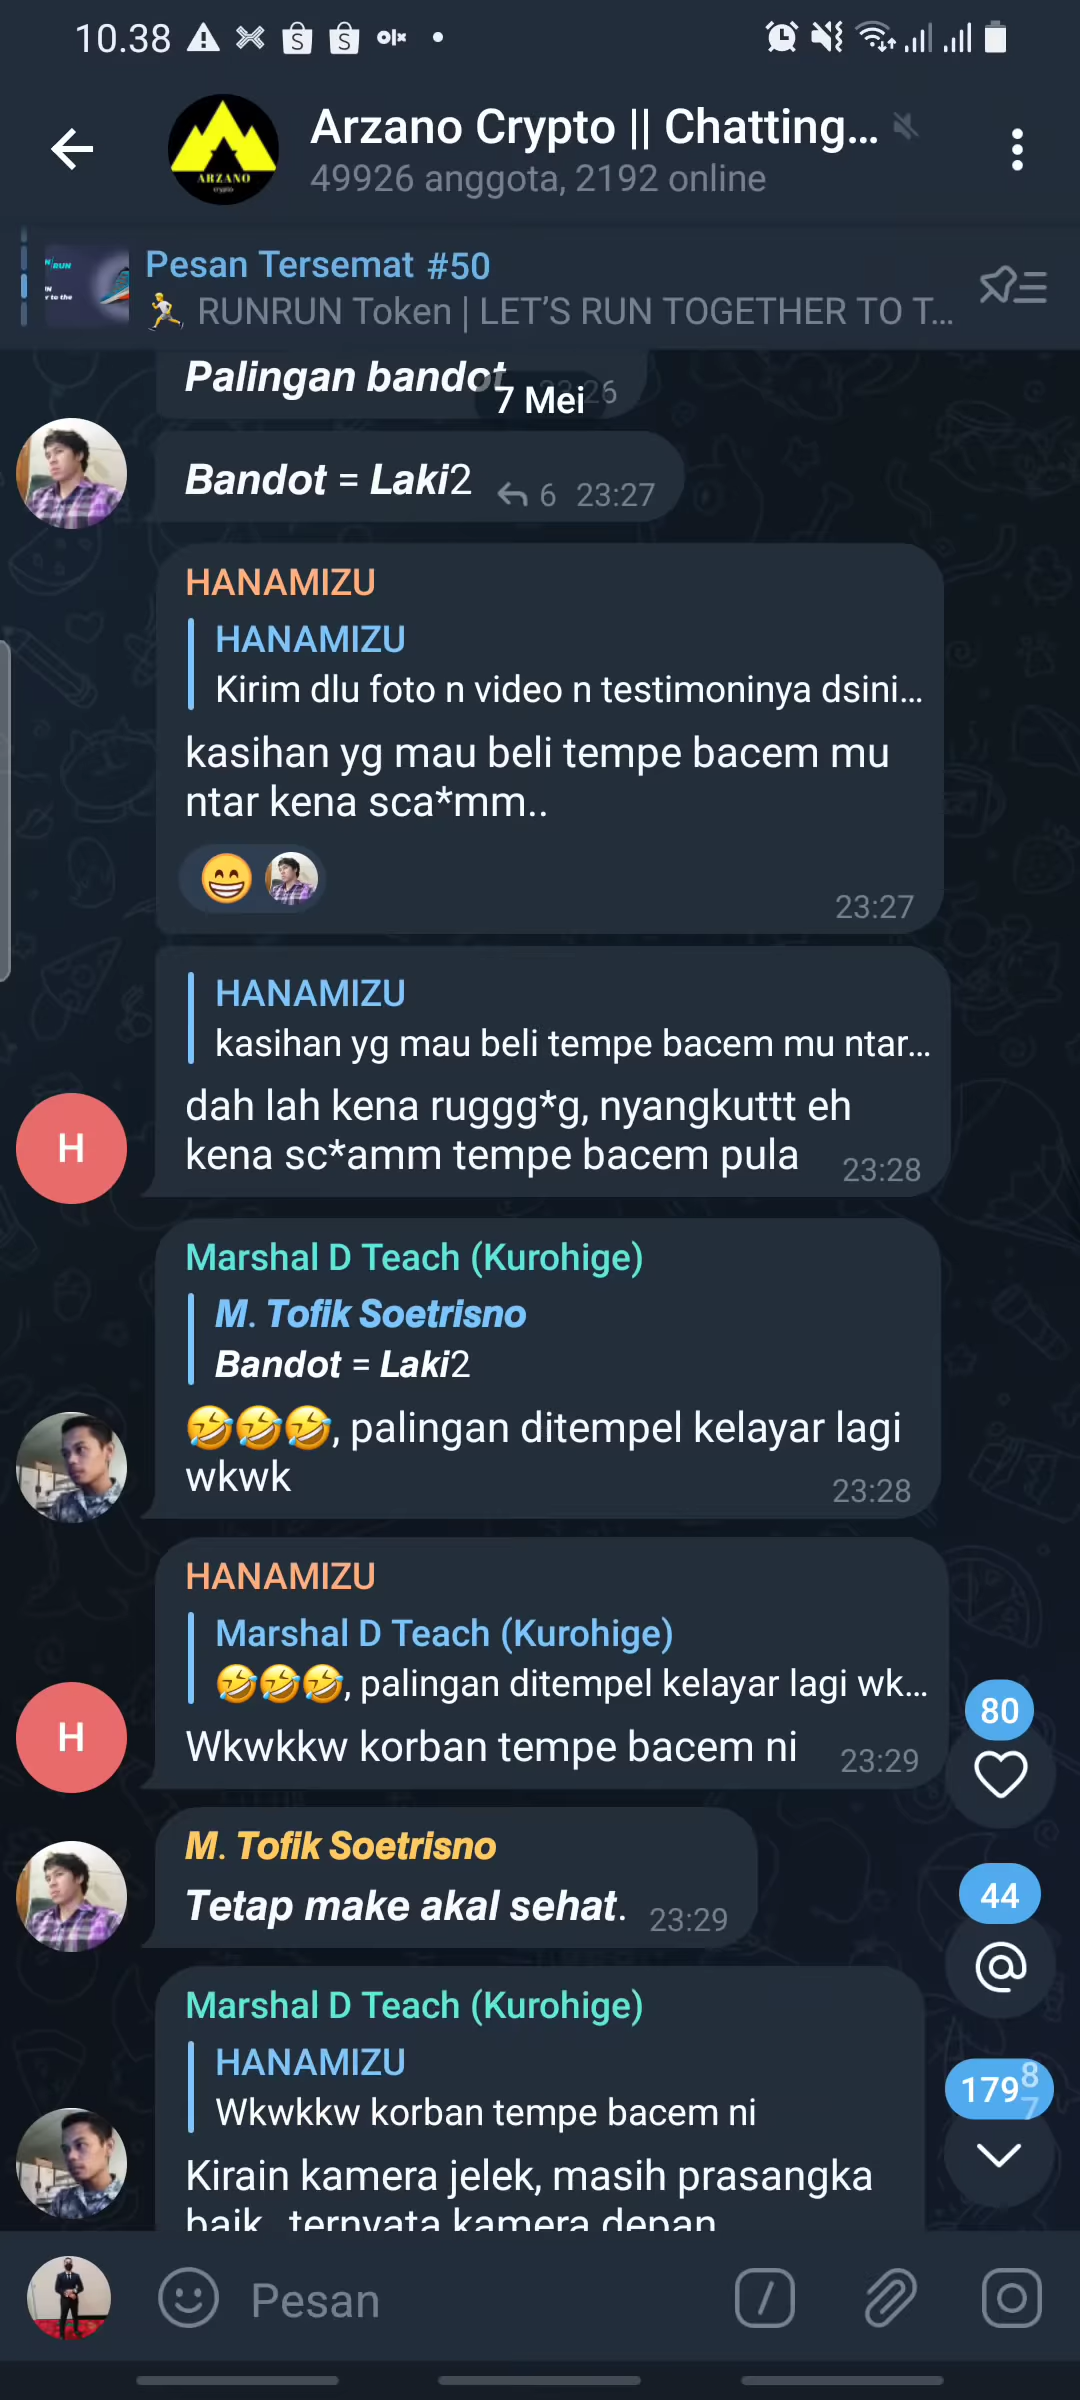 10.38
Arzano Crypto || Chatting...
49926 anggota, 2192 online
ARZANO
crypto
Pesan Tersemat #50
RUNRUN Token | LET'S RUN TOGETHER TO T...
Palingan bandot
7 Mei
Bandot = Laki2
6 23:27
HANAMIZU
HANAMIZU
Kirim dlu foto n video n testimoninya dsini...
kasihan yg mau beli tempe bacem mu
ntar kena sca*mm..
23:27
HANAMIZU
kasihan yg mau beli tempe bacem mu ntar...
dah lah kena ruggg*g, nyangkuttt eh
kena sc*amm tempe bacem pula
23:28
H
Marshal D Teach (Kurohige)
M. Tofik Soetrisno
Bandot = Laki2
🤣🤣🤣, palingan ditempel kelayar lagi
wkwk
23:28
HANAMIZU
Marshal D Teach (Kurohige)
🤣🤣🤣, palingan ditempel kelayar lagi wk...
Wkwkkw korban tempe bacem ni
23:29
H
80
M. Tofik Soetrisno
Tetap make akal sehat.
23:29
44
Marshal D Teach (Kurohige)
HANAMIZU
Wkwkkw korban tempe bacem ni
179
Kirain kamera jelek, masih prasangka
baik, ternyata kamera depan
Pesan